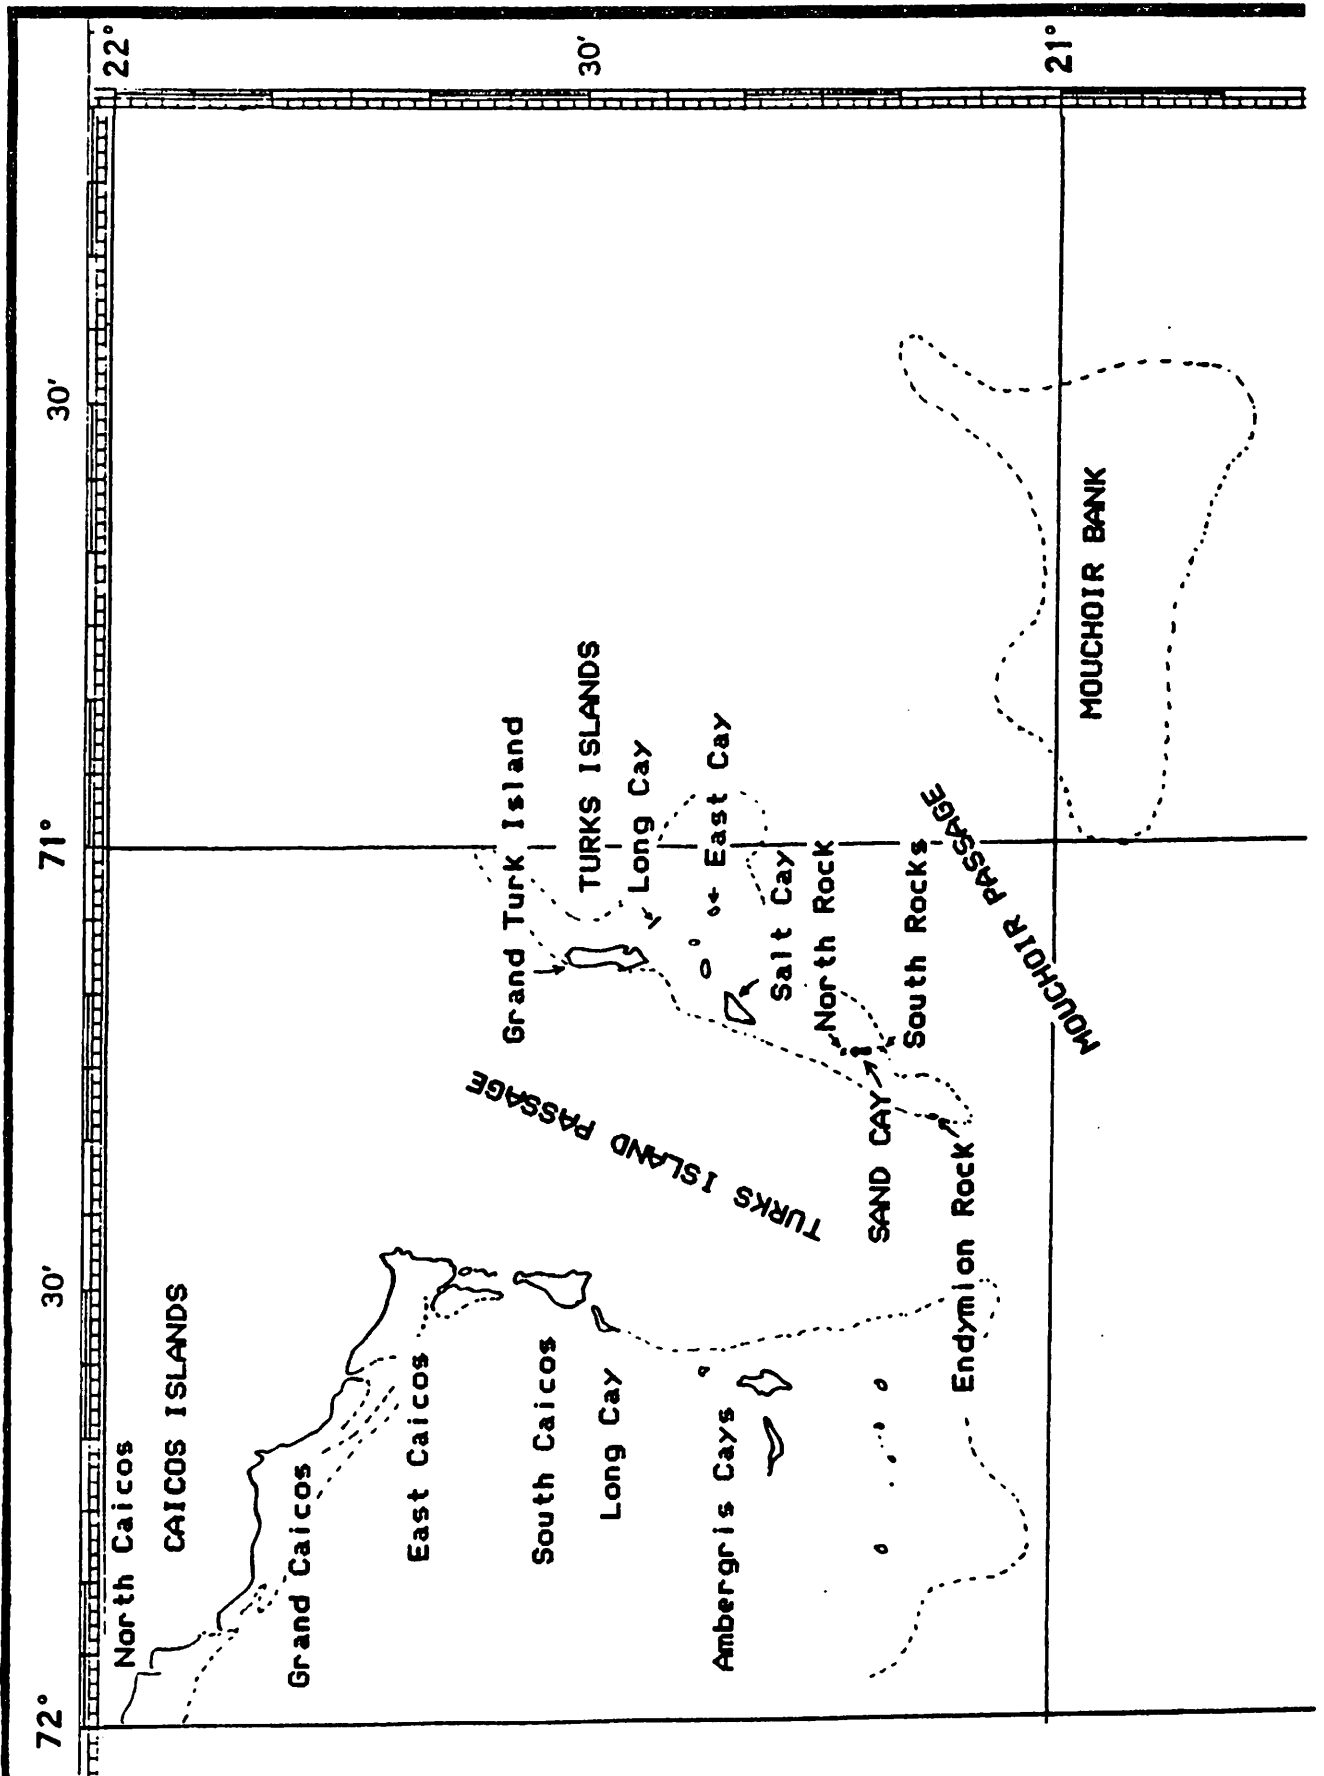 72°
30'
71°
30'
22°
30'
21°
North Caicos
CAICOS ISLANDS
Grand Caicos
East Caicos
South Caicos
Long Cay
Ambergris Cays
TURKS ISLAND PASSAGE
Grand Turk Island
TURKS ISLANDS
Long Cay
East Cay
Salt Cay
North Rock
South Rocks
SAND CAY
Endymion Rock
MOUCHOIR PASSAGE
MOUCHOIR BANK